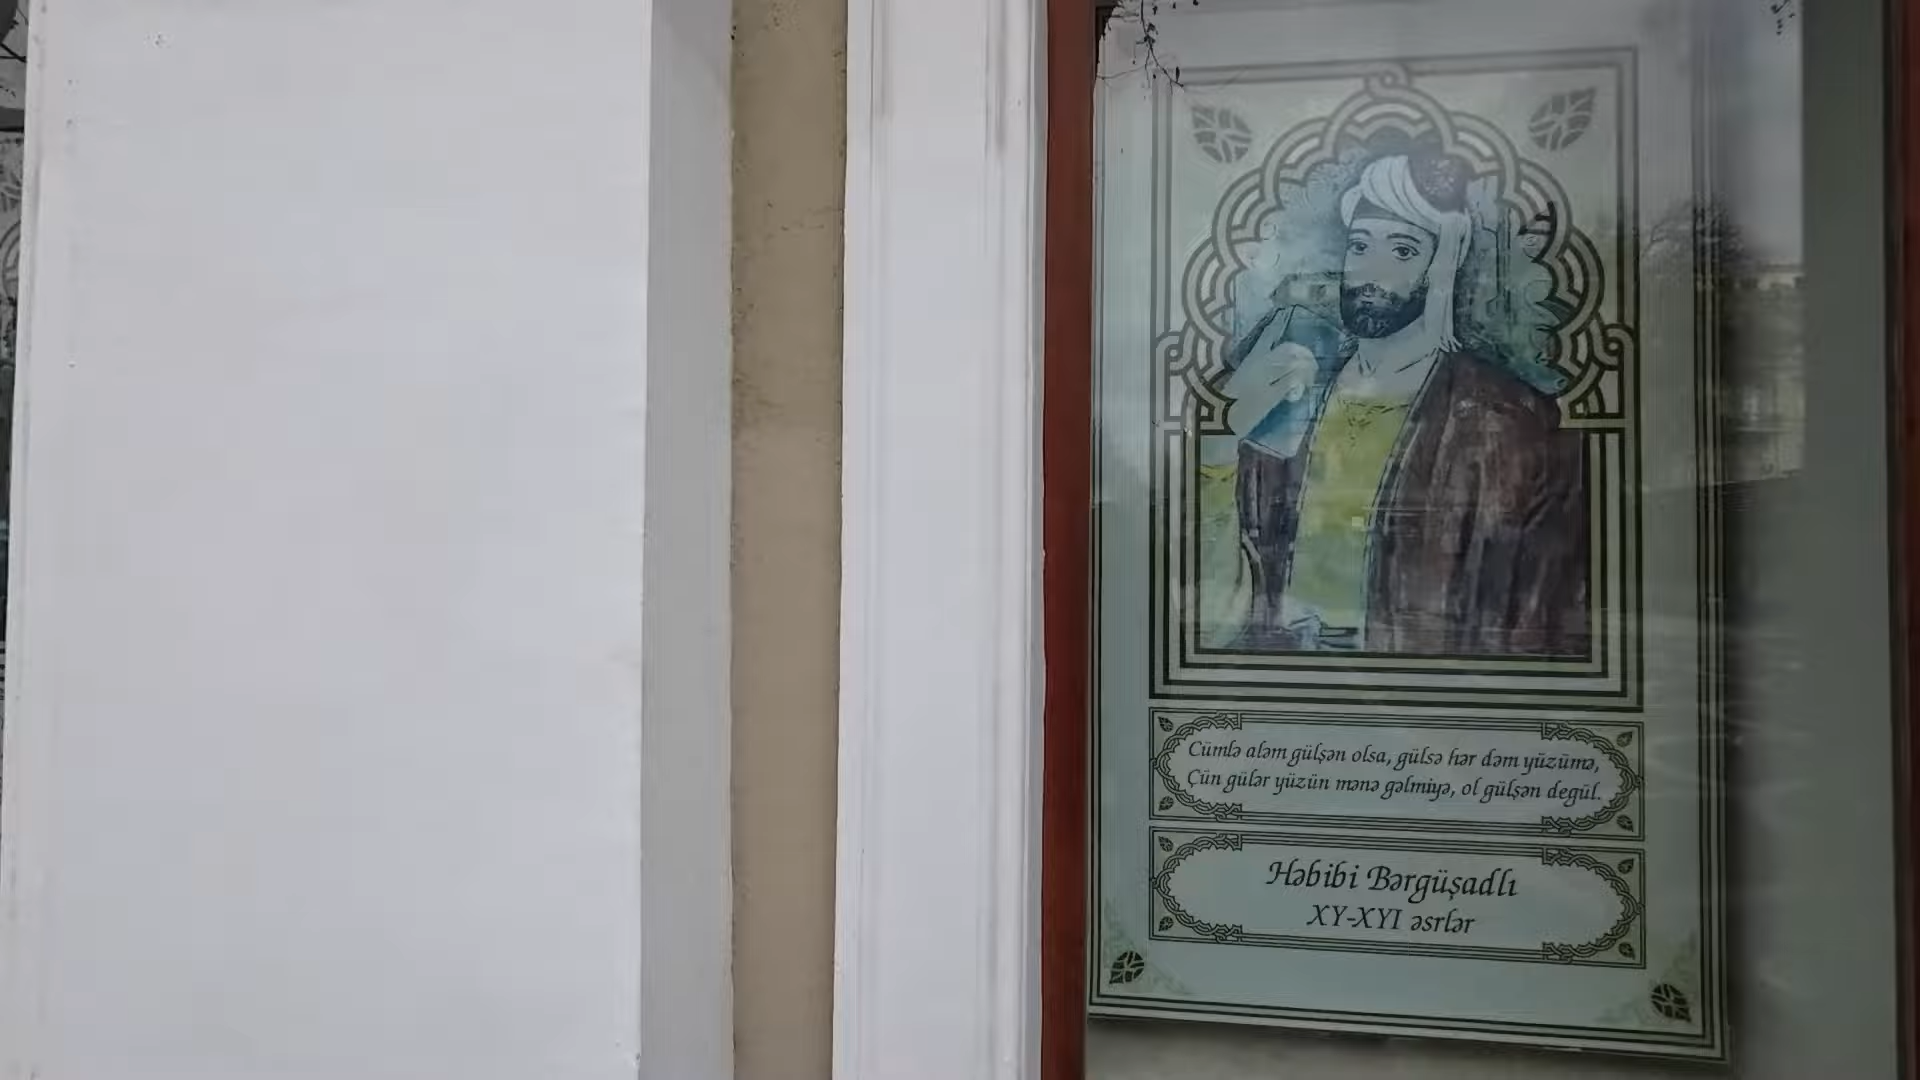 Cümlə aləm gülşən olsa, gülsə hər dəm yüzümə,
Çün gülər yüzün mənə gəlmiyə, ol gülşən degül.
Həbibi Bərgüşadlı
XY-XYI əsrlər